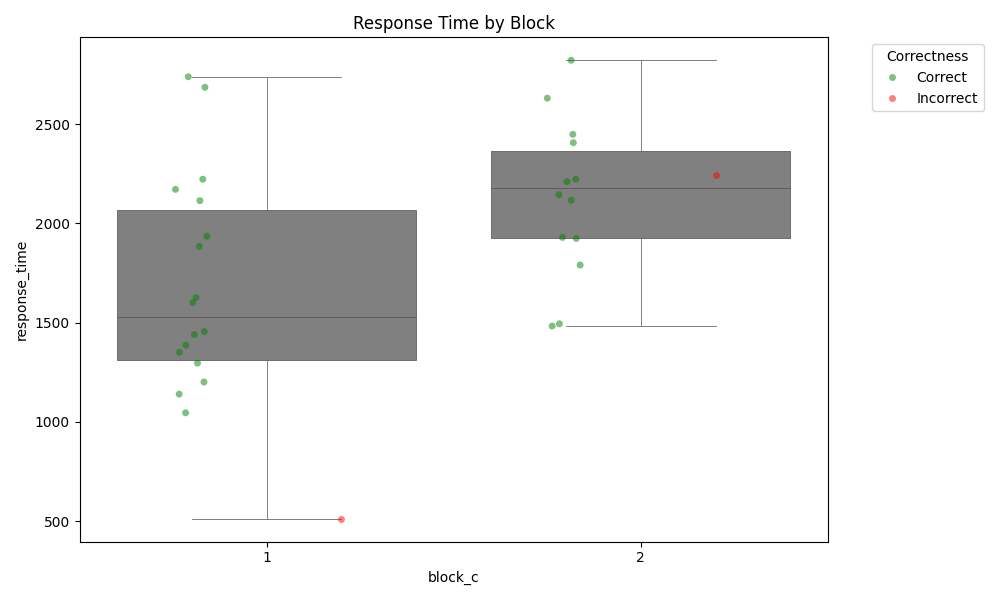 Response Time by Block
Correctness
Correct
Incorrect
2500
2000
1500
1000
500
response_time
1
2
block_c